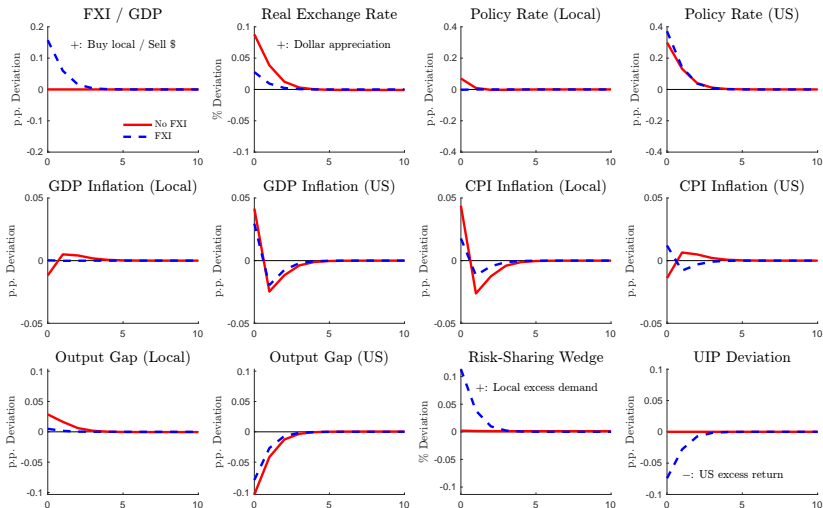 FXI / GDP
Real Exchange Rate
Policy Rate (Local)
Policy Rate (US)
p.p. Deviation
0.2
0.1
0
-0.1
-0.2
0
5
10
+: Buy local / Sell $
No FXI
FXI
% Deviation
0.1
0.05
0
-0.05
-0.1
0
5
10
+: Dollar appreciation
p.p. Deviation
0.4
0.2
0
-0.2
-0.4
0
5
10
p.p. Deviation
0.4
0.2
0
-0.2
-0.4
0
5
10
GDP Inflation (Local)
GDP Inflation (US)
CPI Inflation (Local)
CPI Inflation (US)
p.p. Deviation
0.05
0
-0.05
0
5
10
p.p. Deviation
0.05
0
-0.05
0
5
10
p.p. Deviation
0.05
0
-0.05
0
5
10
p.p. Deviation
0.05
0
-0.05
0
5
10
Output Gap (Local)
Output Gap (US)
Risk-Sharing Wedge
UIP Deviation
p.p. Deviation
0.1
0.05
0
-0.05
-0.1
0
5
10
p.p. Deviation
0.1
0.05
0
-0.05
-0.1
0
5
10
% Deviation
0.1
0.05
0
-0.05
-0.1
0
5
10
+: Local excess demand
p.p. Deviation
0.1
0.05
0
-0.05
-0.1
0
5
10
−: US excess return